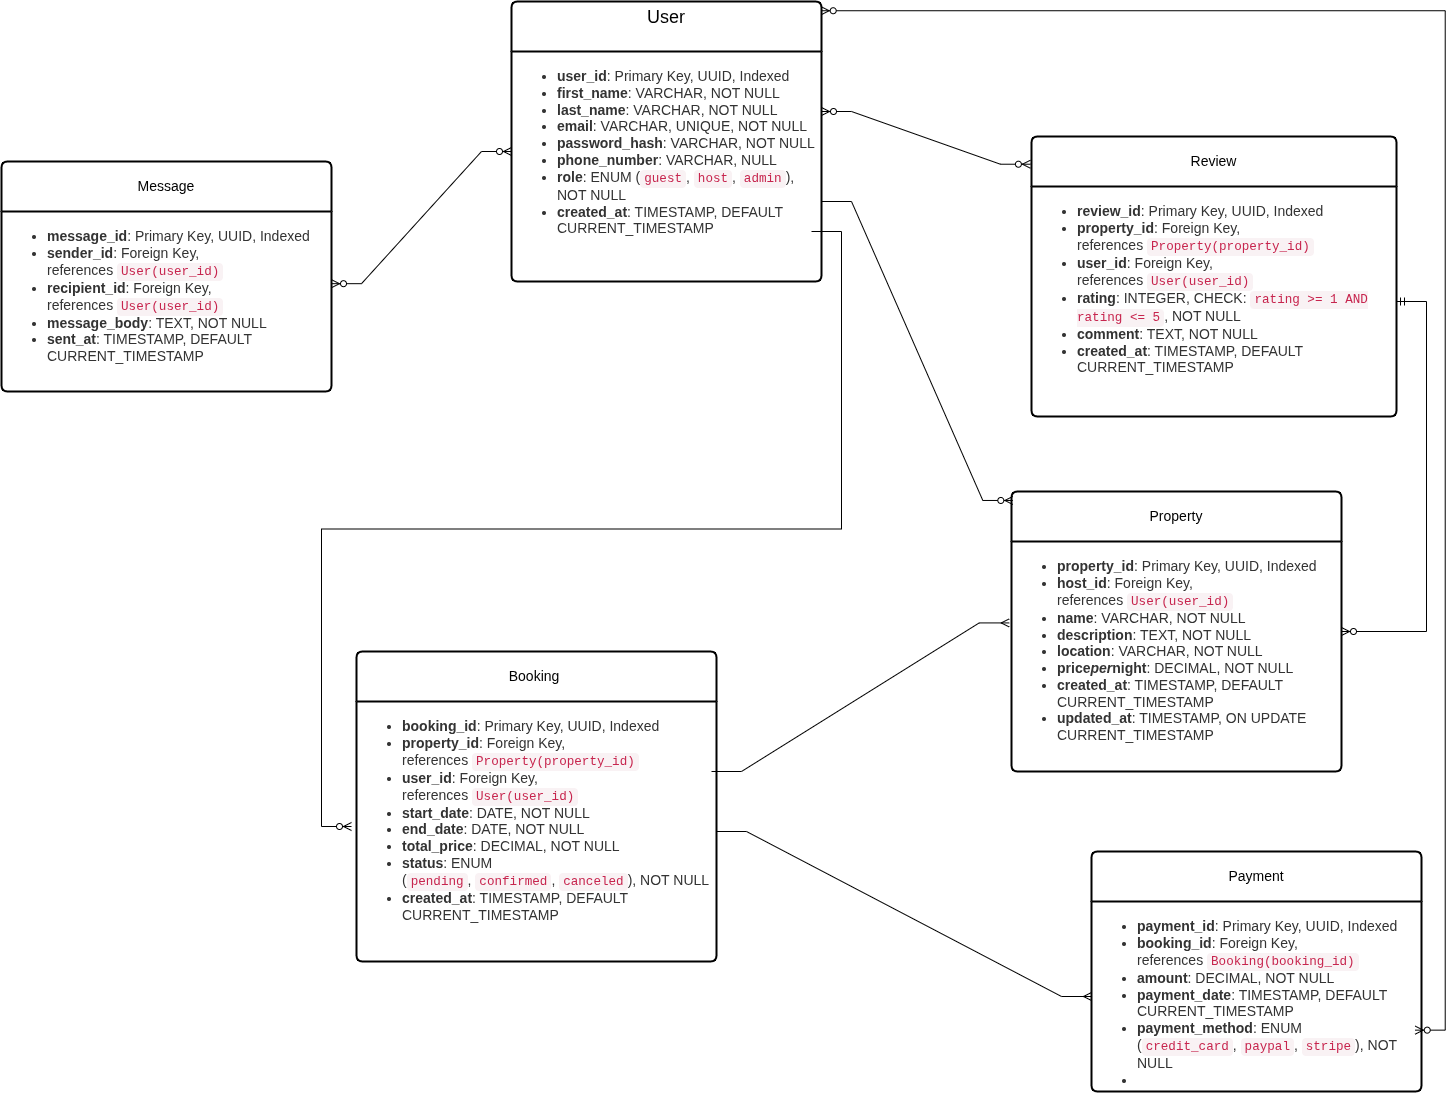 User
user_id: Primary Key, UUID, Indexed
first_name: VARCHAR, NOT NULL
last_name: VARCHAR, NOT NULL
email: VARCHAR, UNIQUE, NOT NULL
password_hash: VARCHAR, NOT NULL
phone_number: VARCHAR, NULL
role: ENUM (guest, host, admin),
NOT NULL
created_at: TIMESTAMP, DEFAULT
CURRENT_TIMESTAMP
Message
message_id: Primary Key, UUID, Indexed
sender_id: Foreign Key,
references User(user_id)
recipient_id: Foreign Key,
references User(user_id)
message_body: TEXT, NOT NULL
sent_at: TIMESTAMP, DEFAULT
CURRENT_TIMESTAMP
Review
review_id: Primary Key, UUID, Indexed
property_id: Foreign Key,
references Property(property_id)
user_id: Foreign Key,
references User(user_id)
rating: INTEGER, CHECK: rating >= 1 AND
rating <= 5, NOT NULL
comment: TEXT, NOT NULL
created_at: TIMESTAMP, DEFAULT
CURRENT_TIMESTAMP
Property
property_id: Primary Key, UUID, Indexed
host_id: Foreign Key,
references User(user_id)
name: VARCHAR, NOT NULL
description: TEXT, NOT NULL
location: VARCHAR, NOT NULL
pricepernight: DECIMAL, NOT NULL
created_at: TIMESTAMP, DEFAULT
CURRENT_TIMESTAMP
updated_at: TIMESTAMP, ON UPDATE
CURRENT_TIMESTAMP
Booking
booking_id: Primary Key, UUID, Indexed
property_id: Foreign Key,
references Property(property_id)
user_id: Foreign Key,
references User(user_id)
start_date: DATE, NOT NULL
end_date: DATE, NOT NULL
total_price: DECIMAL, NOT NULL
status: ENUM
(pending, confirmed, canceled), NOT NULL
created_at: TIMESTAMP, DEFAULT
CURRENT_TIMESTAMP
Payment
payment_id: Primary Key, UUID, Indexed
booking_id: Foreign Key,
references Booking(booking_id)
amount: DECIMAL, NOT NULL
payment_date: TIMESTAMP, DEFAULT
CURRENT_TIMESTAMP
payment_method: ENUM
(credit_card, paypal, stripe), NOT
NULL